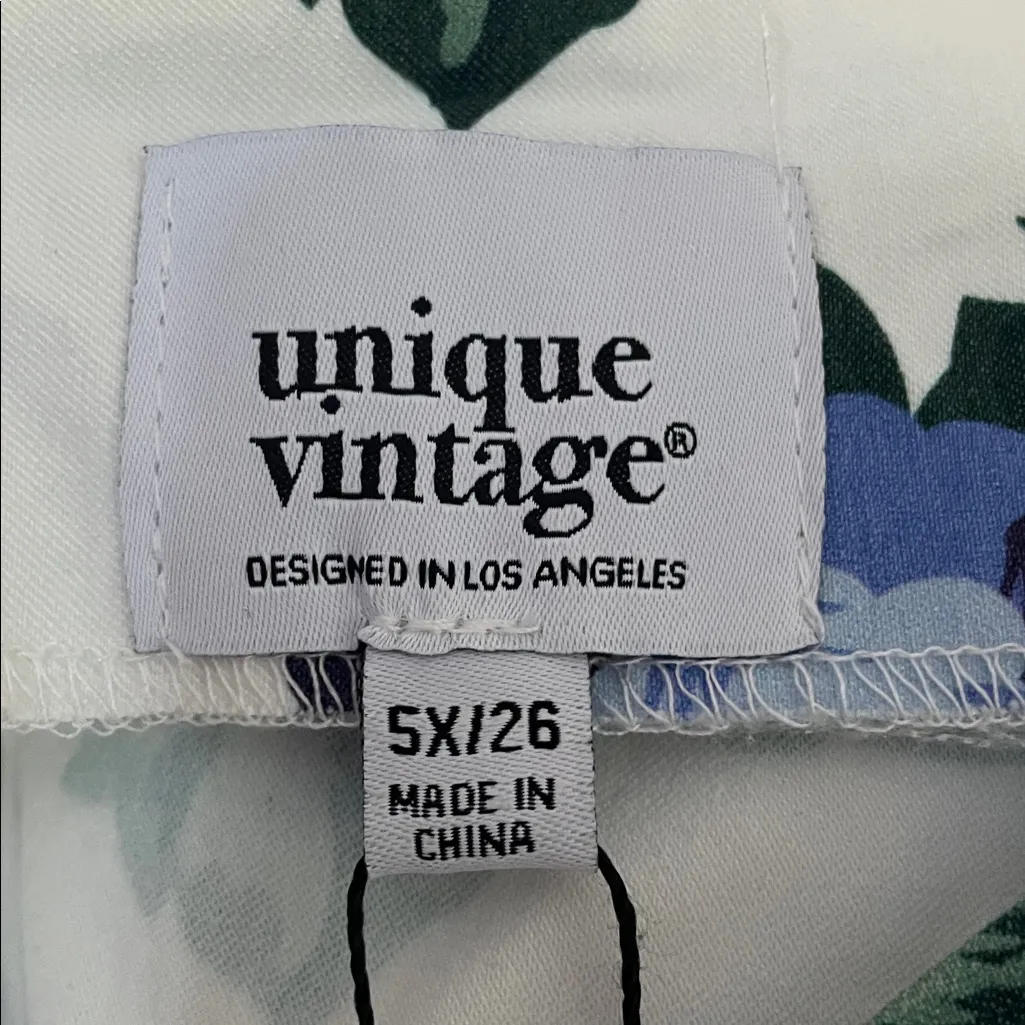 unique
vintage®
DESIGNED IN LOS ANGELES
5X/26
MADE IN
CHINA